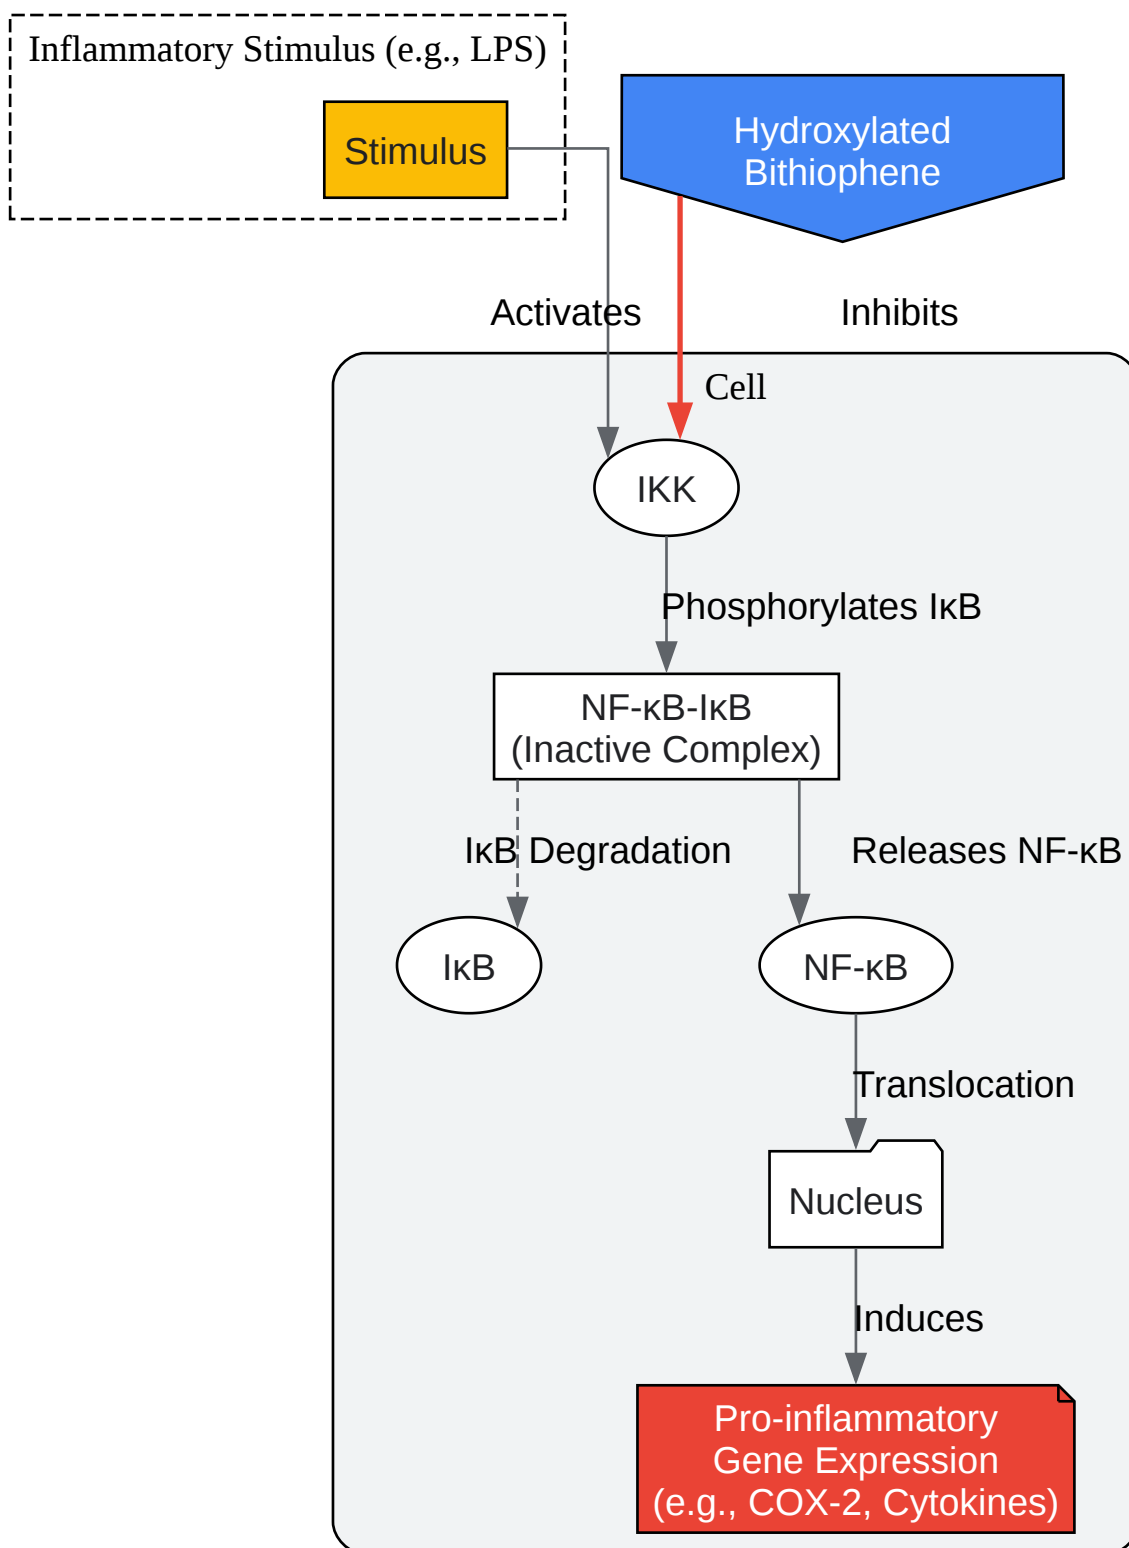 Inflammatory Stimulus (e.g., LPS)
Stimulus
Hydroxylated
Bithiophene
Activates
Inhibits
Cell
IKK
Phosphorylates IκB
NF-κB-IκB
(Inactive Complex)
IκB Degradation
Releases NF-κB
IκB
NF-κB
Translocation
Nucleus
Induces
Pro-inflammatory
Gene Expression
(e.g., COX-2, Cytokines)